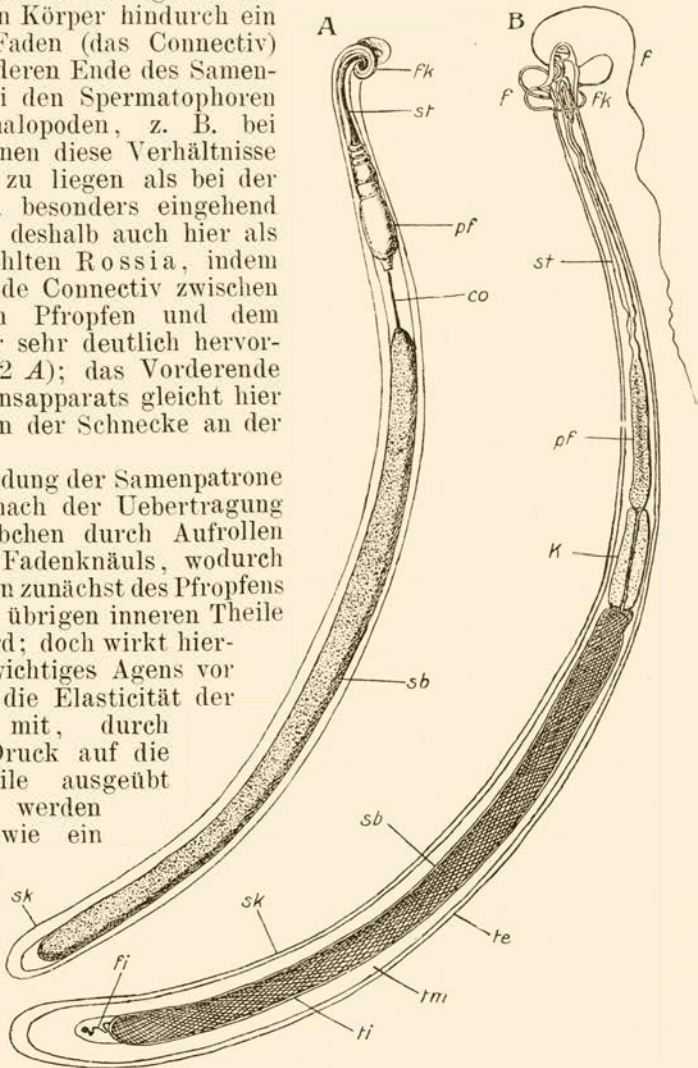 n Körper hindurch ein
Faden (das Connectiv)
deren Ende des Samen-
i den Spermatophoren
alopoden, z. B. bei
nen diese Verhältnisse
zu liegen als bei der
besonders eingehend
deshalb auch hier als
hlten Rossia, indem
de Connectiv zwischen
n Pfropfen und dem
r sehr deutlich hervor-
2 A); das Vorderende
nsapparats gleicht hier
n der Schnecke an der
dung der Samenpatrone
nach der Uebertragung
bchen durch Aufrollen
Fadenknäuls, wodurch
n zunächst des Pfropfens
übrigen inneren Theile
rd; doch wirkt hier-
wichtiges Agens vor
die Elasticität der
mit, durch
Druck auf die
ile ausgeübt
werden
wie ein
A
fk
st
pf
co
sb
sk
B
f
f
fk
st
pf
K
sb
sk
te
tm
ti
fi